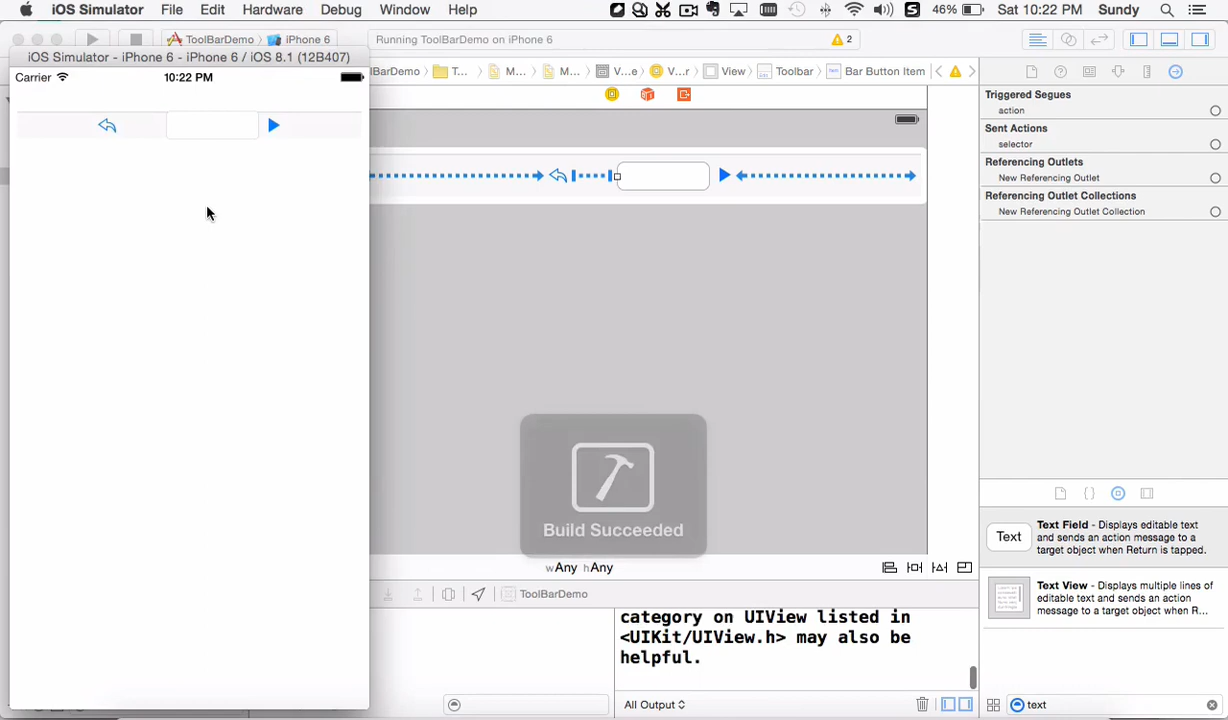 iOS Simulator File Edit Hardware Debug Window Help
46% Sat 10:22 PM Sundy
ToolBarDemo iPhone 6 Running ToolBarDemo on iPhone 6 2
iOS Simulator - iPhone 6 - iPhone 6 / iOS 8.1 (12B407)
BarDemo T... M... M... V...e V...r View Toolbar Bar Button Item
Carrier 10:22 PM
Triggered Segues
action
Sent Actions
selector
Referencing Outlets
New Referencing Outlet
Referencing Outlet Collections
New Referencing Outlet Collection
Build Succeeded
Text
Text Field - Displays editable text
and sends an action message to a
target object when Return is tapped.
wAny hAny
ToolBarDemo
Text View - Displays multiple lines of
editable text and sends an action
message to a target object when R...
category on UIView listed in
<UIKit/UIView.h> may also be
helpful.
All Output
text